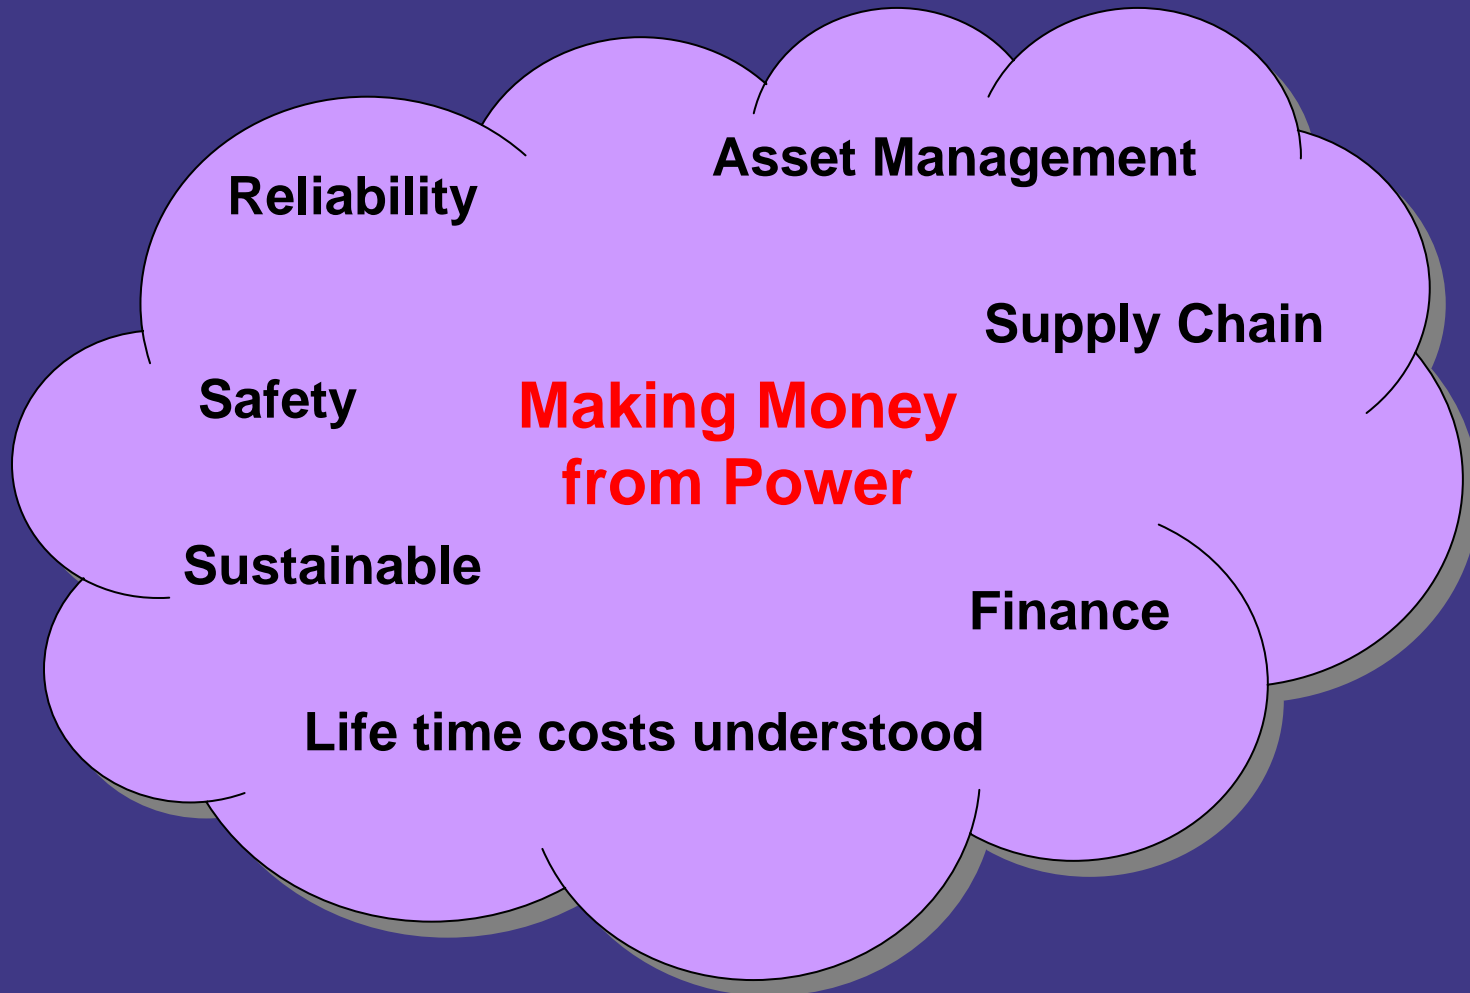 Asset Management
Reliability
Supply Chain
Safety
Making Money
from Power
Sustainable
Finance
Life time costs understood